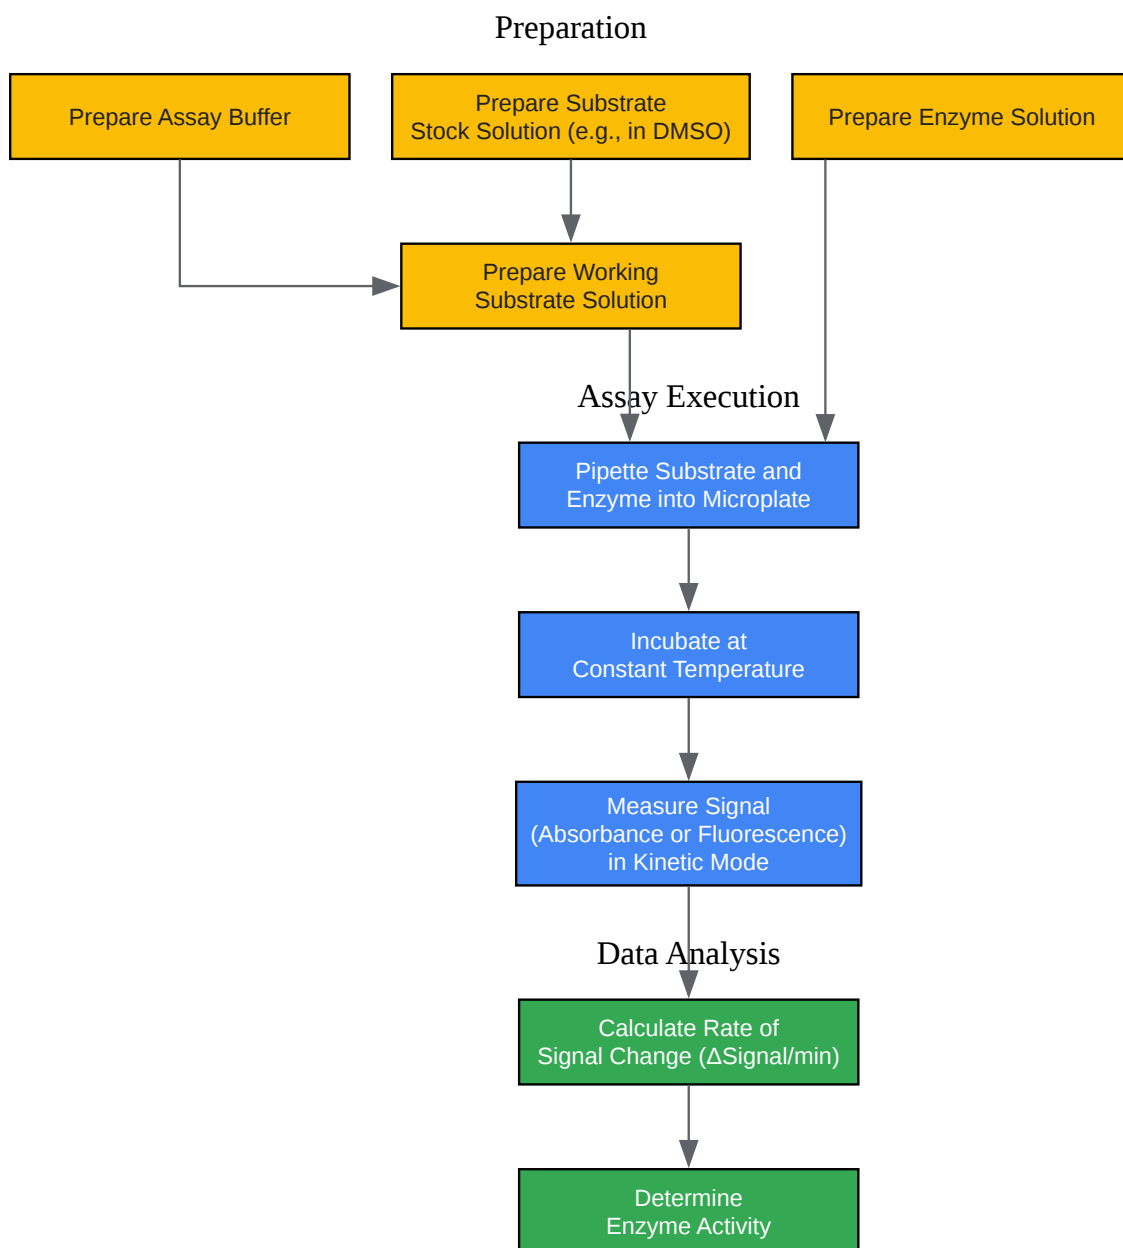 Preparation
Prepare Assay Buffer
Prepare Substrate
Stock Solution (e.g., in DMSO)
Prepare Enzyme Solution
Prepare Working
Substrate Solution
Assay Execution
Pipette Substrate and
Enzyme into Microplate
Incubate at
Constant Temperature
Measure Signal
(Absorbance or Fluorescence)
in Kinetic Mode
Data Analysis
Calculate Rate of
Signal Change (ΔSignal/min)
Determine
Enzyme Activity